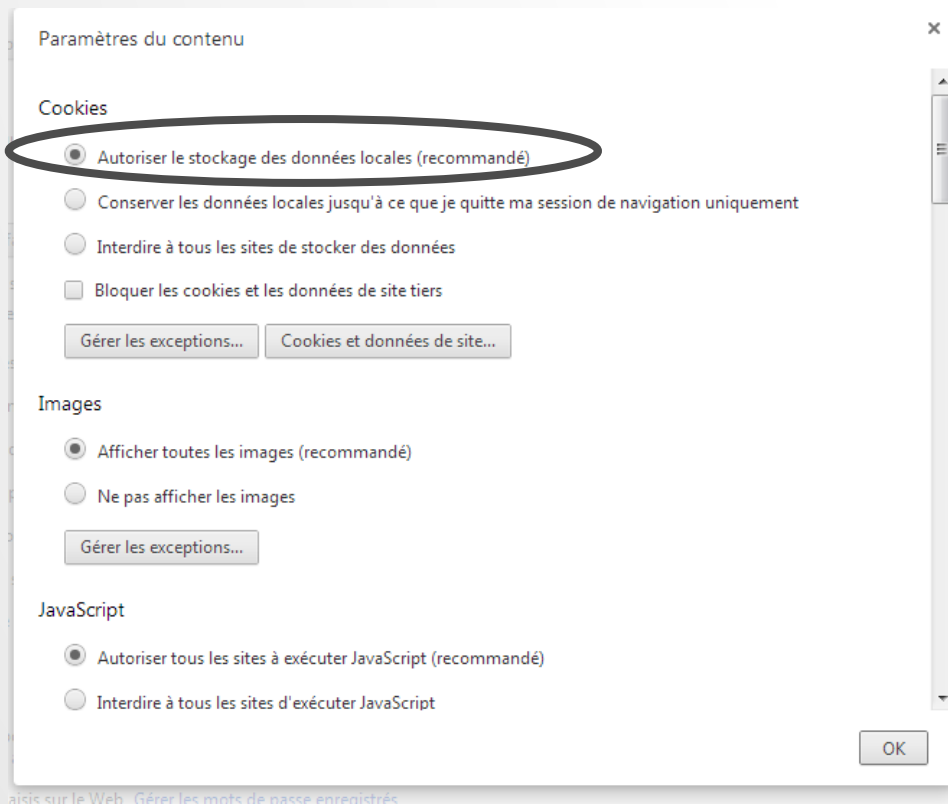 Paramètres du contenu
Cookies
Autoriser le stockage des données locales (recommandé)
Conserver les données locales jusqu'à ce que je quitte ma session de navigation uniquement
Interdire à tous les sites de stocker des données
Bloquer les cookies et les données de site tiers
Gérer les exceptions... Cookies et données de site...
Images
Afficher toutes les images (recommandé)
Ne pas afficher les images
Gérer les exceptions...
JavaScript
Autoriser tous les sites à exécuter JavaScript (recommandé)
Interdire à tous les sites d'exécuter JavaScript
OK
sur le Web Gérer les mots de passe enregistrés